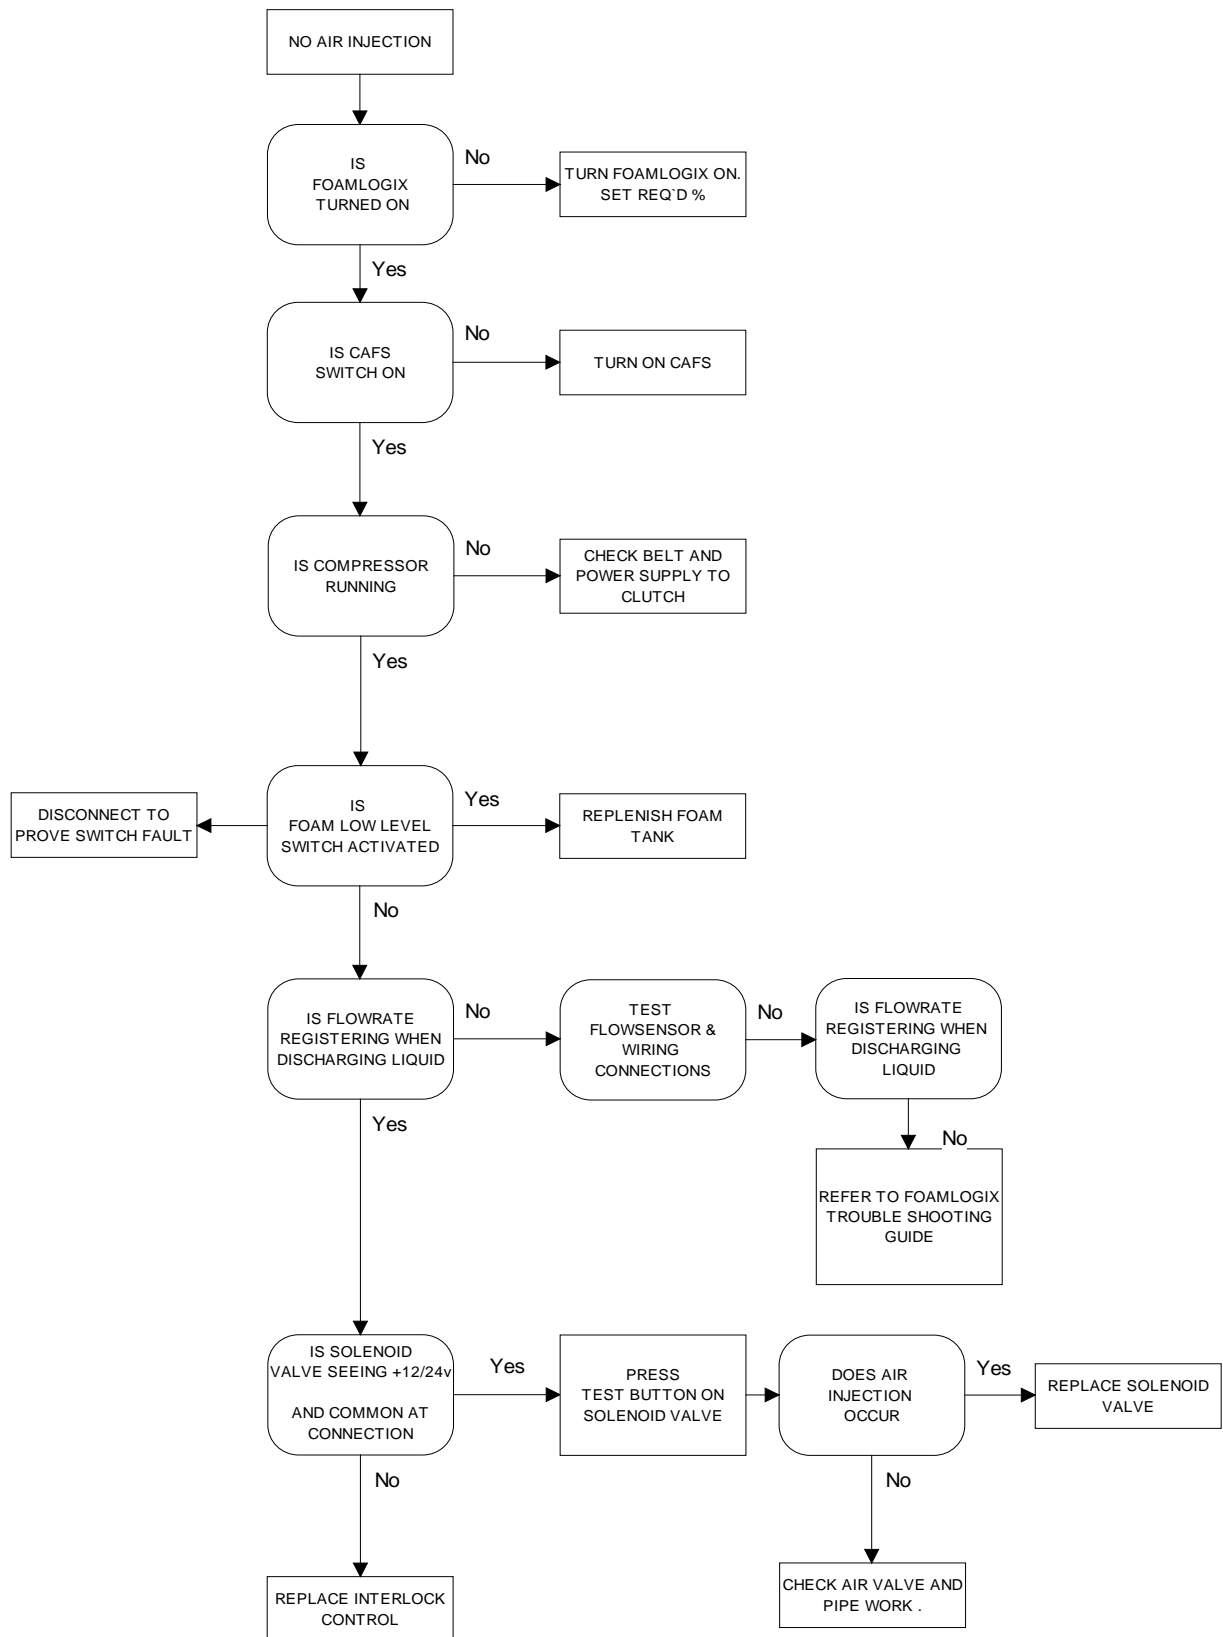 NO AIR INJECTION
IS
FOAMLOGIX
TURNED ON
No
TURN FOAMLOGIX ON.
SET REQ`D %
Yes
IS CAFS
SWITCH ON
No
TURN ON CAFS
Yes
IS COMPRESSOR
RUNNING
No
CHECK BELT AND
POWER SUPPLY TO
CLUTCH
Yes
DISCONNECT TO
PROVE SWITCH FAULT
IS
FOAM LOW LEVEL
SWITCH ACTIVATED
Yes
REPLENISH FOAM
TANK
No
IS FLOWRATE
REGISTERING WHEN
DISCHARGING LIQUID
No
TEST
FLOWSENSOR &
WIRING
CONNECTIONS
No
IS FLOWRATE
REGISTERING WHEN
DISCHARGING
LIQUID
Yes
No
REFER TO FOAMLOGIX
TROUBLE SHOOTING
GUIDE
IS SOLENOID
VALVE SEEING +12/24v
AND COMMON AT
CONNECTION
Yes
PRESS
TEST BUTTON ON
SOLENOID VALVE
DOES AIR
INJECTION
OCCUR
Yes
REPLACE SOLENOID
VALVE
No
No
REPLACE INTERLOCK
CONTROL
CHECK AIR VALVE AND
PIPE WORK .